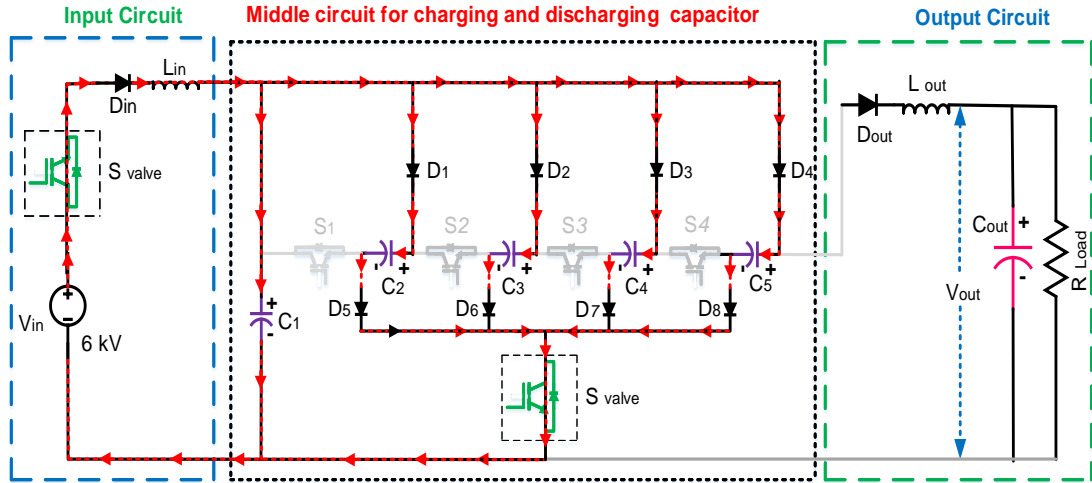 Input Circuit
Middle circuit for charging and discharging capacitor
Output Circuit
Lin
Din
L out
Dout
S valve
D1
D2
D3
D4
S1
S2
S3
S4
+
-
Vin
6 kV
+
-
C1
- +
C2
- +
C3
- +
C4
- +
C5
D5
D6
D7
D8
S valve
Cout
+
-
Vout
R Load